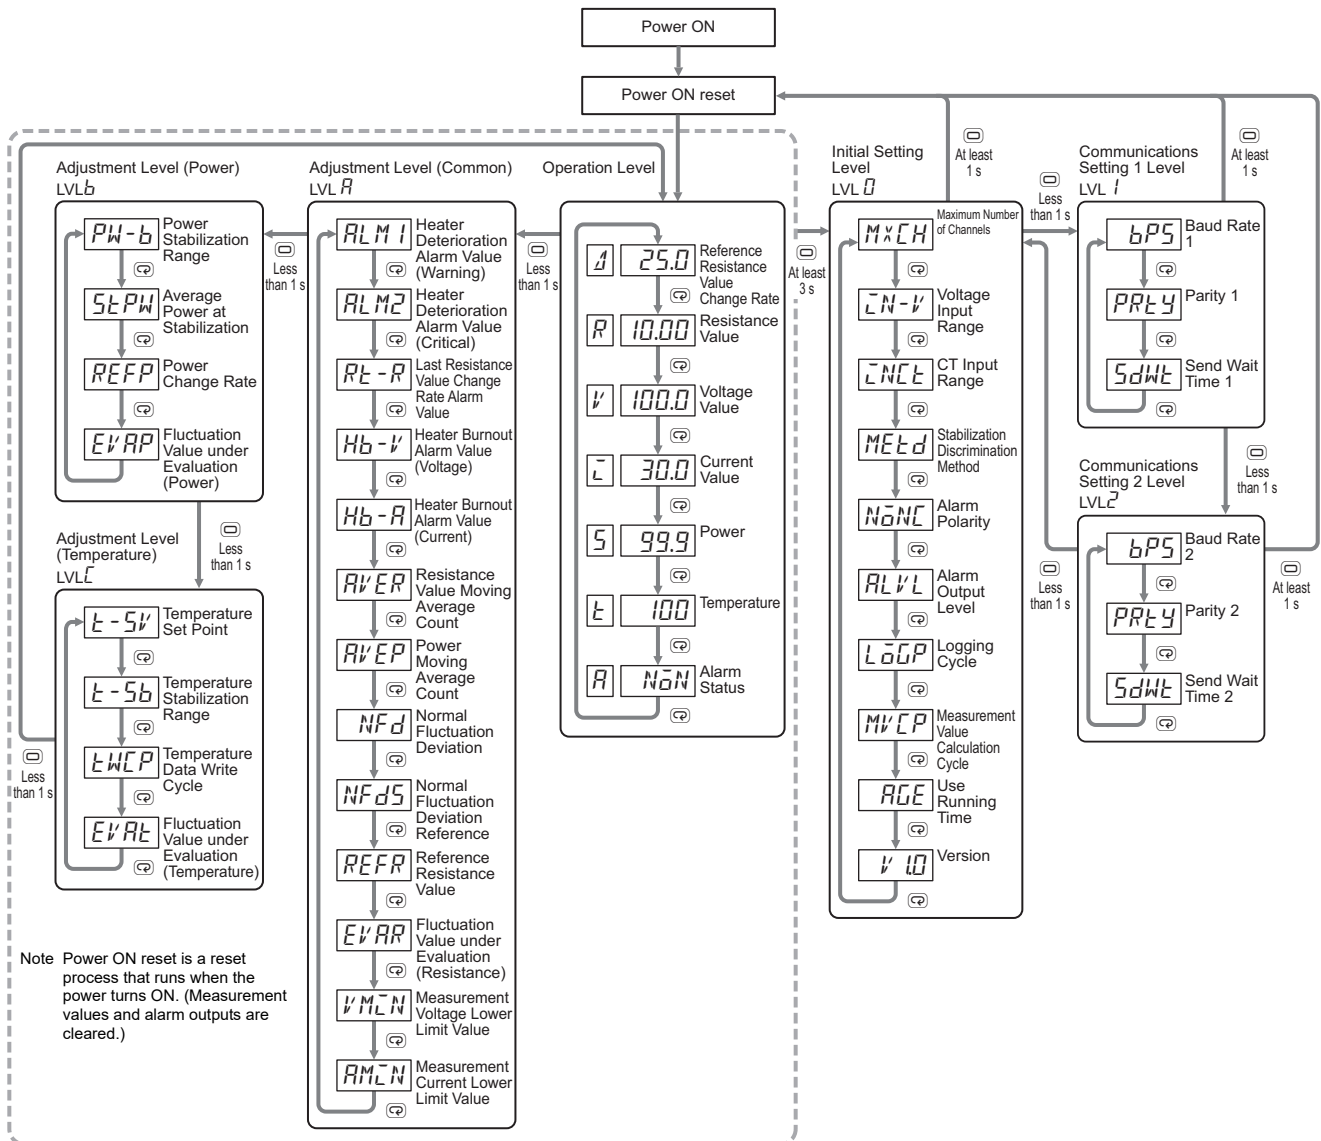 Power ON
Power ON reset
Adjustment Level (Power)
LVL b
PW-b
Power
Stabilization
Range
StPW
Average
Power at
Stabilization
REFP
Power
Change Rate
EVAP
Fluctuation
Value under
Evaluation
(Power)
Less
than 1 s
Adjustment Level
(Temperature)
LVL C
t-SV
Temperature
Set Point
t-Sb
Temperature
Stabilization
Range
tWCP
Temperature
Data Write
Cycle
EVAt
Fluctuation
Value under
Evaluation
(Temperature)
Less
than 1 s
Less
than 1 s
Adjustment Level (Common)
LVL A
ALM1
Heater
Deterioration
Alarm Value
(Warning)
ALM2
Heater
Deterioration
Alarm Value
(Critical)
Rt-R
Last Resistance
Value Change
Rate Alarm
Value
Hb-V
Heater Burnout
Alarm Value
(Voltage)
Hb-A
Heater Burnout
Alarm Value
(Current)
AVER
Resistance
Value Moving
Average
Count
AVEP
Power
Moving
Average
Count
NFd
Normal
Fluctuation
Deviation
NFdS
Normal
Fluctuation
Deviation
Reference
REFR
Reference
Resistance
Value
EVAR
Fluctuation
Value under
Evaluation
(Resistance)
VMIN
Measurement
Voltage Lower
Limit Value
AMIN
Measurement
Current Lower
Limit Value
Less
than 1 s
Operation Level
Δ 25.0
Reference
Resistance
Value
Change Rate
R 10.00
Resistance
Value
V 100.0
Voltage
Value
I 30.0
Current
Value
S 99.9
Power
t 100
Temperature
A NoN
Alarm
Status
At least
3 s
Initial Setting
Level
LVL 0
MxCH
Maximum Number
of Channels
IN-V
Voltage
Input
Range
INCt
CT Input
Range
MEtd
Stabilization
Discrimination
Method
NoNC
Alarm
Polarity
ALVL
Alarm
Output
Level
LoGP
Logging
Cycle
MVCP
Measurement
Value
Calculation
Cycle
AGE
Use
Running
Time
V 1.0
Version
At least
1 s
Less
than 1 s
Communications
Setting 1 Level
LVL 1
bPS
Baud Rate
1
PRtY
Parity 1
SdWt
Send Wait
Time 1
At least
1 s
Less
than 1 s
Communications
Setting 2 Level
LVL 2
bPS
Baud Rate
2
PRtY
Parity 2
SdWt
Send Wait
Time 2
Less
than 1 s
At least
1 s
Note Power ON reset is a reset
process that runs when the
power turns ON. (Measurement
values and alarm outputs are
cleared.)